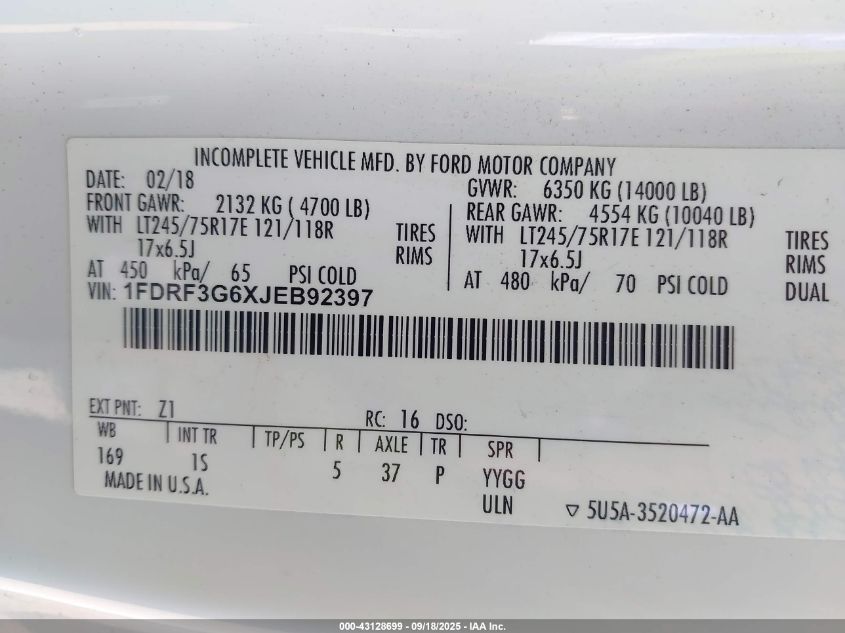 INCOMPLETE VEHICLE MFD. BY FORD MOTOR COMPANY
DATE: 02/18 GVWR: 6350 KG (14000 LB)
FRONT GAWR: 2132 KG ( 4700 LB) REAR GAWR: 4554 KG (10040 LB)
WITH LT245/75R17E 121/118R TIRES WITH LT245/75R17E 121/118R TIRES
17x6.5J RIMS 17x6.5J RIMS
AT 450 kPa/ 65 PSI COLD AT 480 kPa/ 70 PSI COLD DUAL
VIN: 1FDRF3G6XJEB92397
EXT PNT: Z1 RC: 16 DSO:
WB INT TR TP/PS R AXLE TR SPR
169 1S 5 37 P YYGG
MADE IN U.S.A. ULN 5U5A-3520472-AA
000-43128699 - 09/18/2025 - IAA Inc.